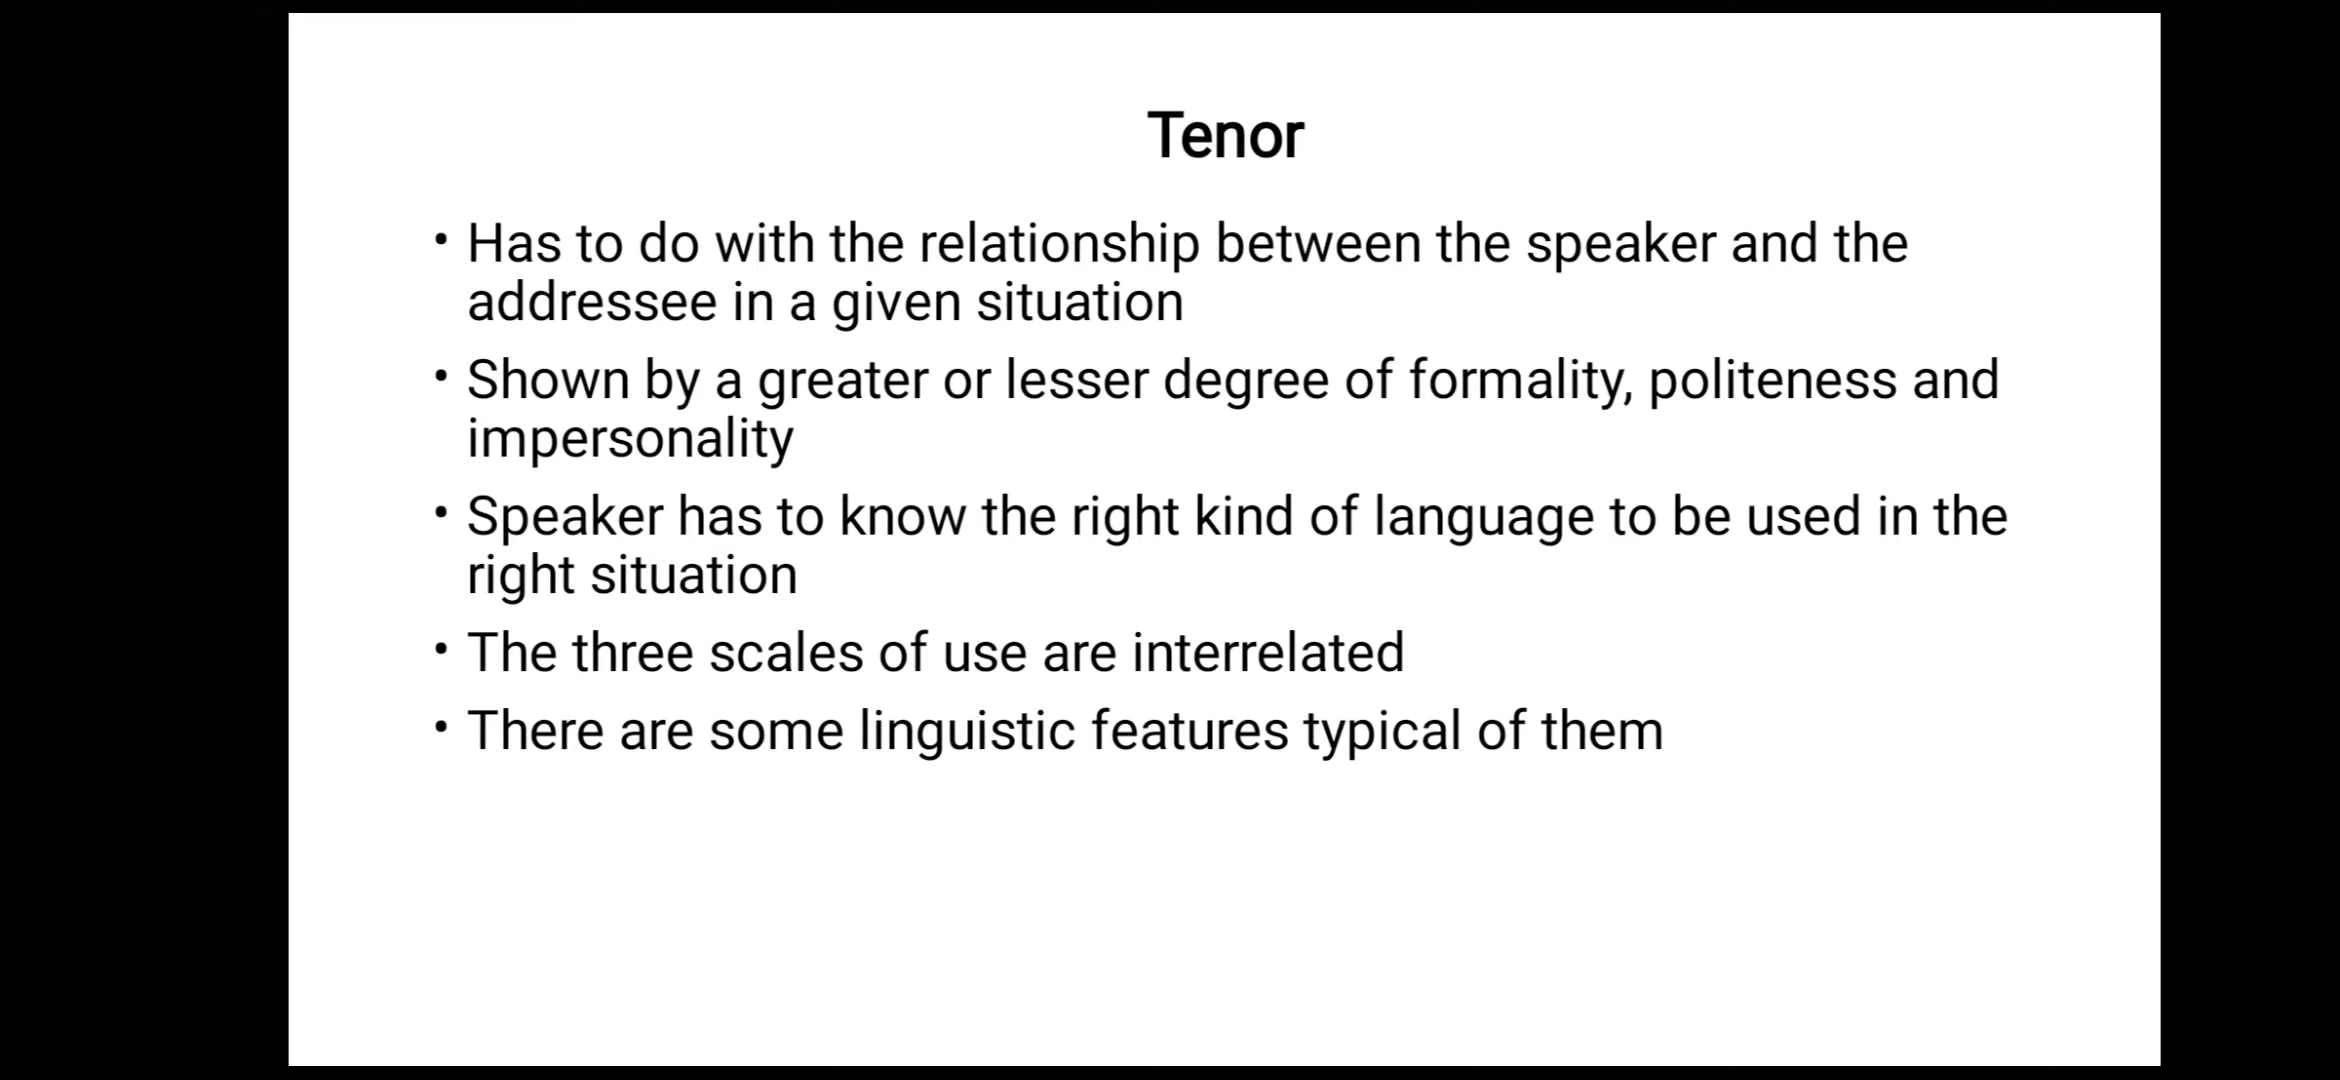 Tenor
• Has to do with the relationship between the speaker and the
addressee in a given situation
• Shown by a greater or lesser degree of formality, politeness and
impersonality
• Speaker has to know the right kind of language to be used in the
right situation
• The three scales of use are interrelated
• There are some linguistic features typical of them